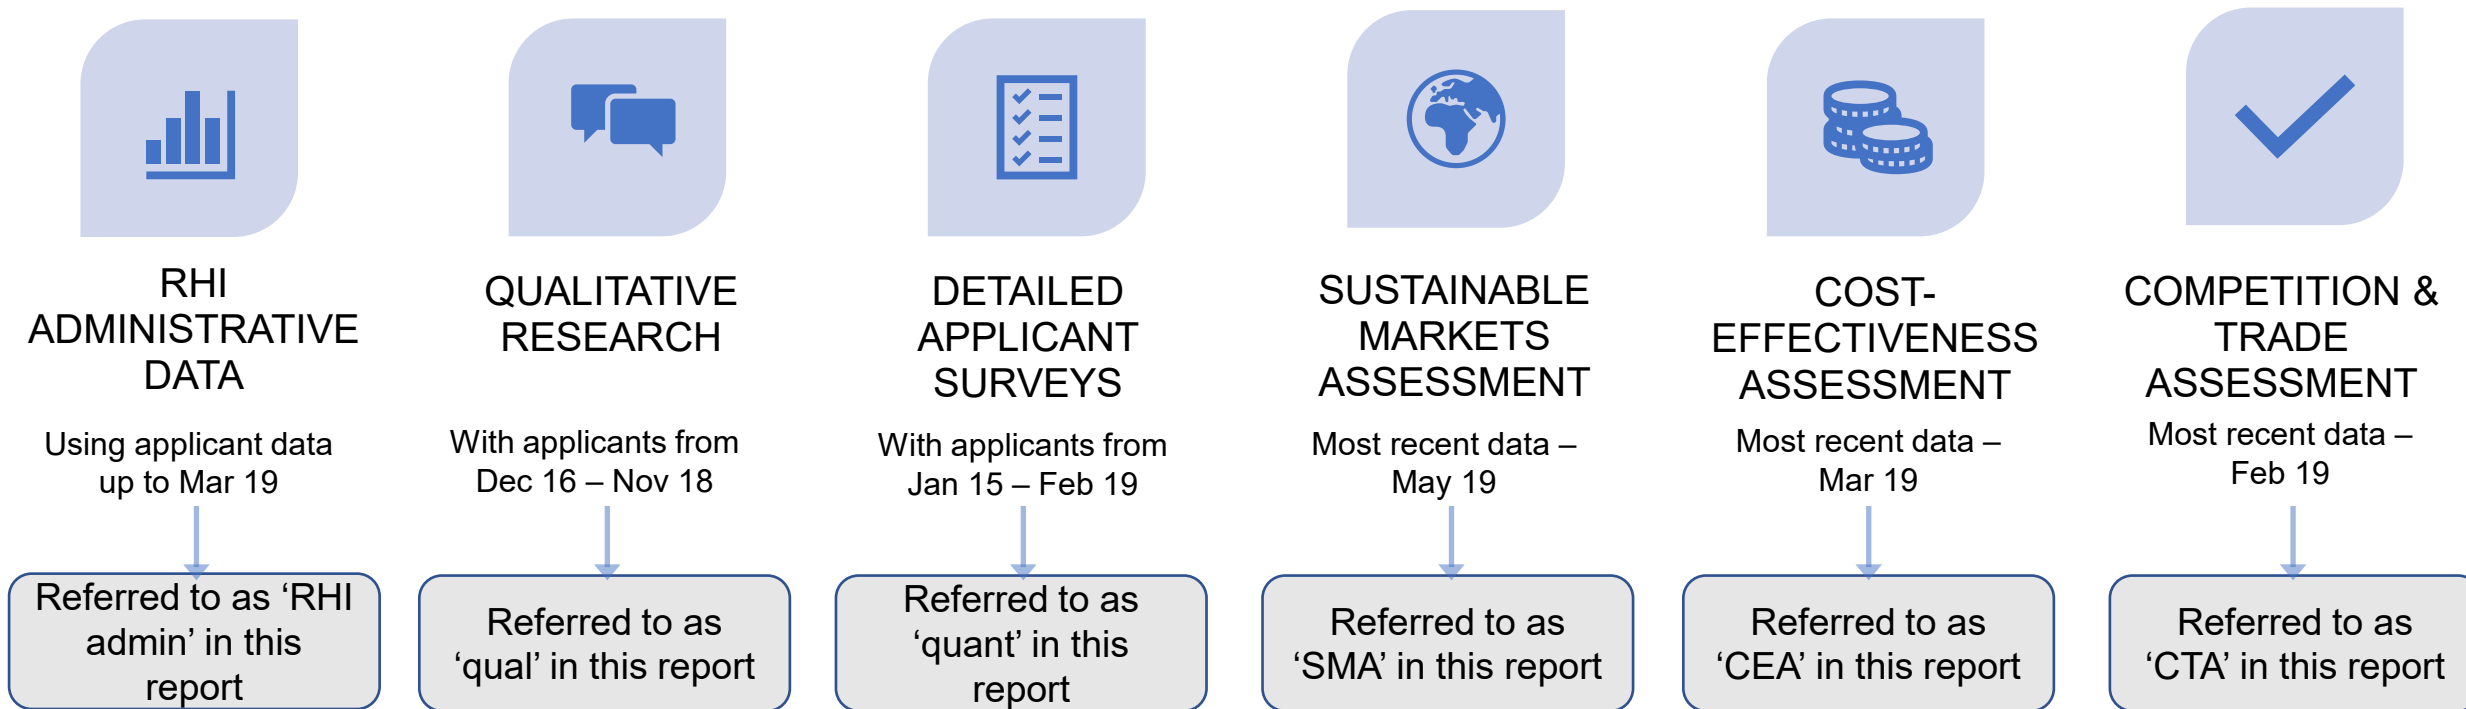 RHI
ADMINISTRATIVE
DATA
Using applicant data
up to Mar 19
Referred to as ‘RHI
admin’ in this
report
QUALITATIVE
RESEARCH
With applicants from
Dec 16 – Nov 18
Referred to as
‘qual’ in this report
DETAILED
APPLICANT
SURVEYS
With applicants from
Jan 15 – Feb 19
Referred to as
‘quant’ in this
report
SUSTAINABLE
MARKETS
ASSESSMENT
Most recent data –
May 19
Referred to as
‘SMA’ in this report
COST-
EFFECTIVENESS
ASSESSMENT
Most recent data –
Mar 19
Referred to as
‘CEA’ in this report
COMPETITION &
TRADE
ASSESSMENT
Most recent data –
Feb 19
Referred to as
‘CTA’ in this report